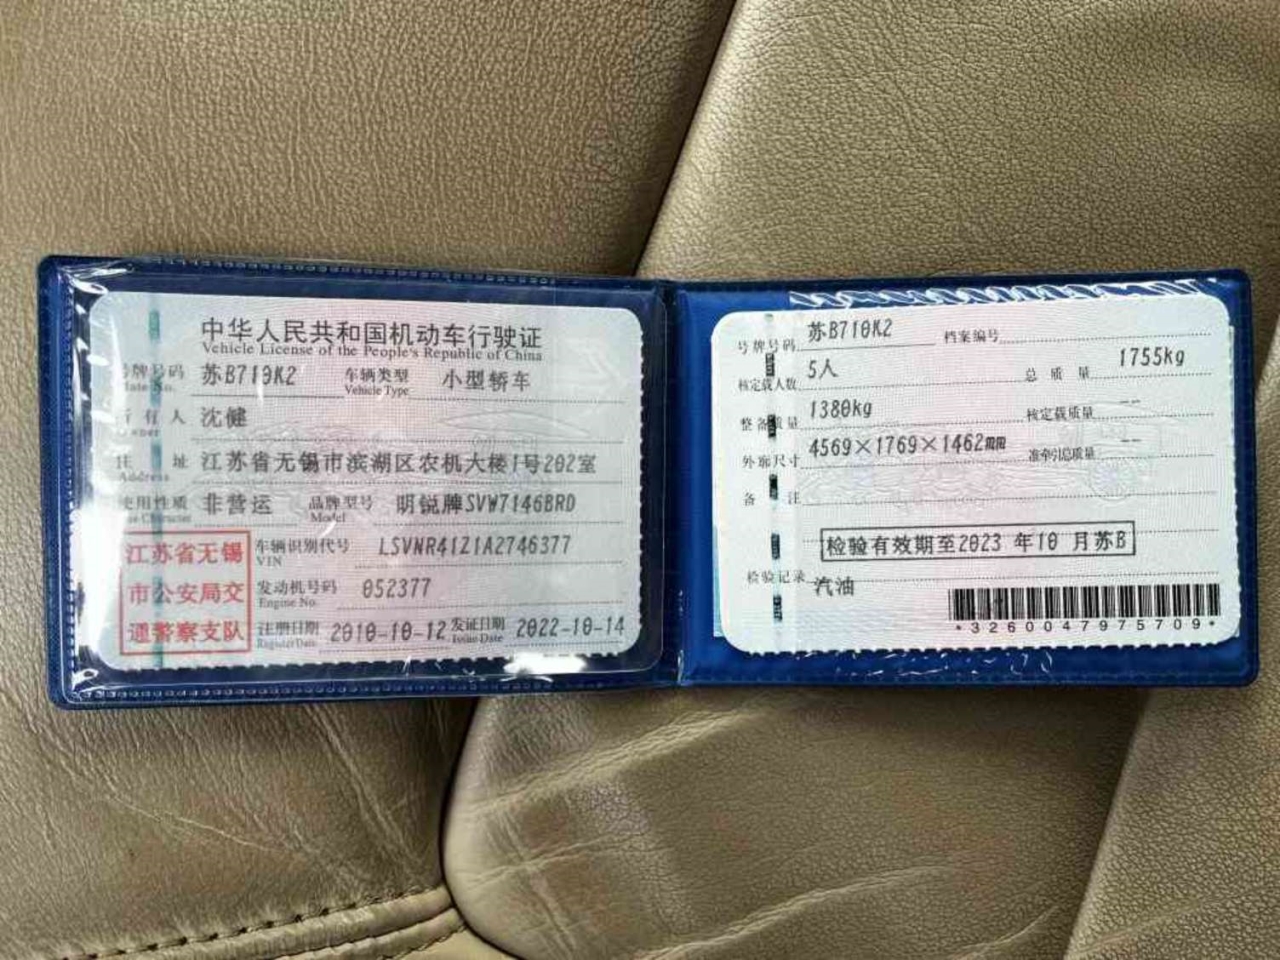 中华人民共和国机动车行驶证
Vehicle License of the People's Republic of China
号牌号码 苏B710K2 车辆类型 小型轿车
Plate No. Vehicle Type
所有人 沈健
Owner
住址 江苏省无锡市滨湖区农机大楼1号202室
Address
使用性质 非营运 品牌型号 明锐牌SVW7146BRD
Use Character Model
江苏省无锡市公安局交通警察支队
车辆识别代号 LSVNR41Z1A2746377
VIN
发动机号码 052377
Engine No.
注册日期 2010-10-12 发证日期 2022-10-14
Register Date Issue Date
号牌号码 苏B710K2 档案编号
核定载人数 5人 总质量 1755kg
整备质量 1380kg 核定载质量 --
外廓尺寸 4569×1769×1462mm 准牵引总质量 --
备注
检验有效期至2023年10月苏B
检验记录
汽油
*3260047975709*